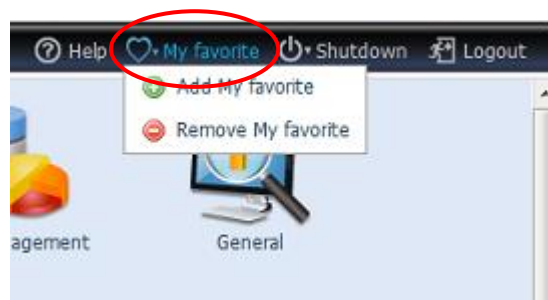 Help My favorite Shutdown Logout
Add My favorite
Remove My favorite
agement General